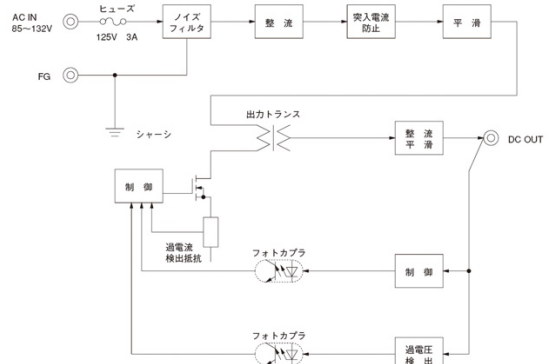 AC IN
85~132V
ヒューズ
125V 3A
ノイズ
フィルタ
整 流
突入電流
防止
平 滑
FG
シャーシ
出力トランス
整 流
平 滑
DC OUT
制 御
過電流
検出抵抗
フォトカプラ
制 御
フォトカプラ
過電圧
検 出